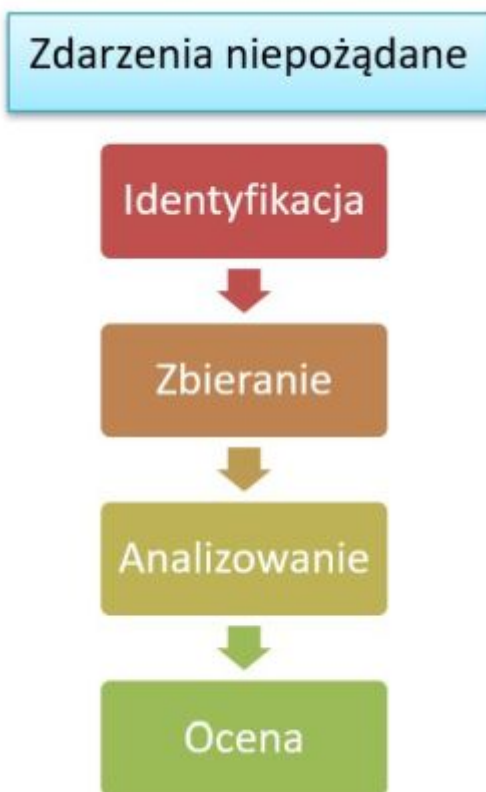 Zdarzenia niepożądane
Identyfikacja
Zbieranie
Analizowanie
Ocena